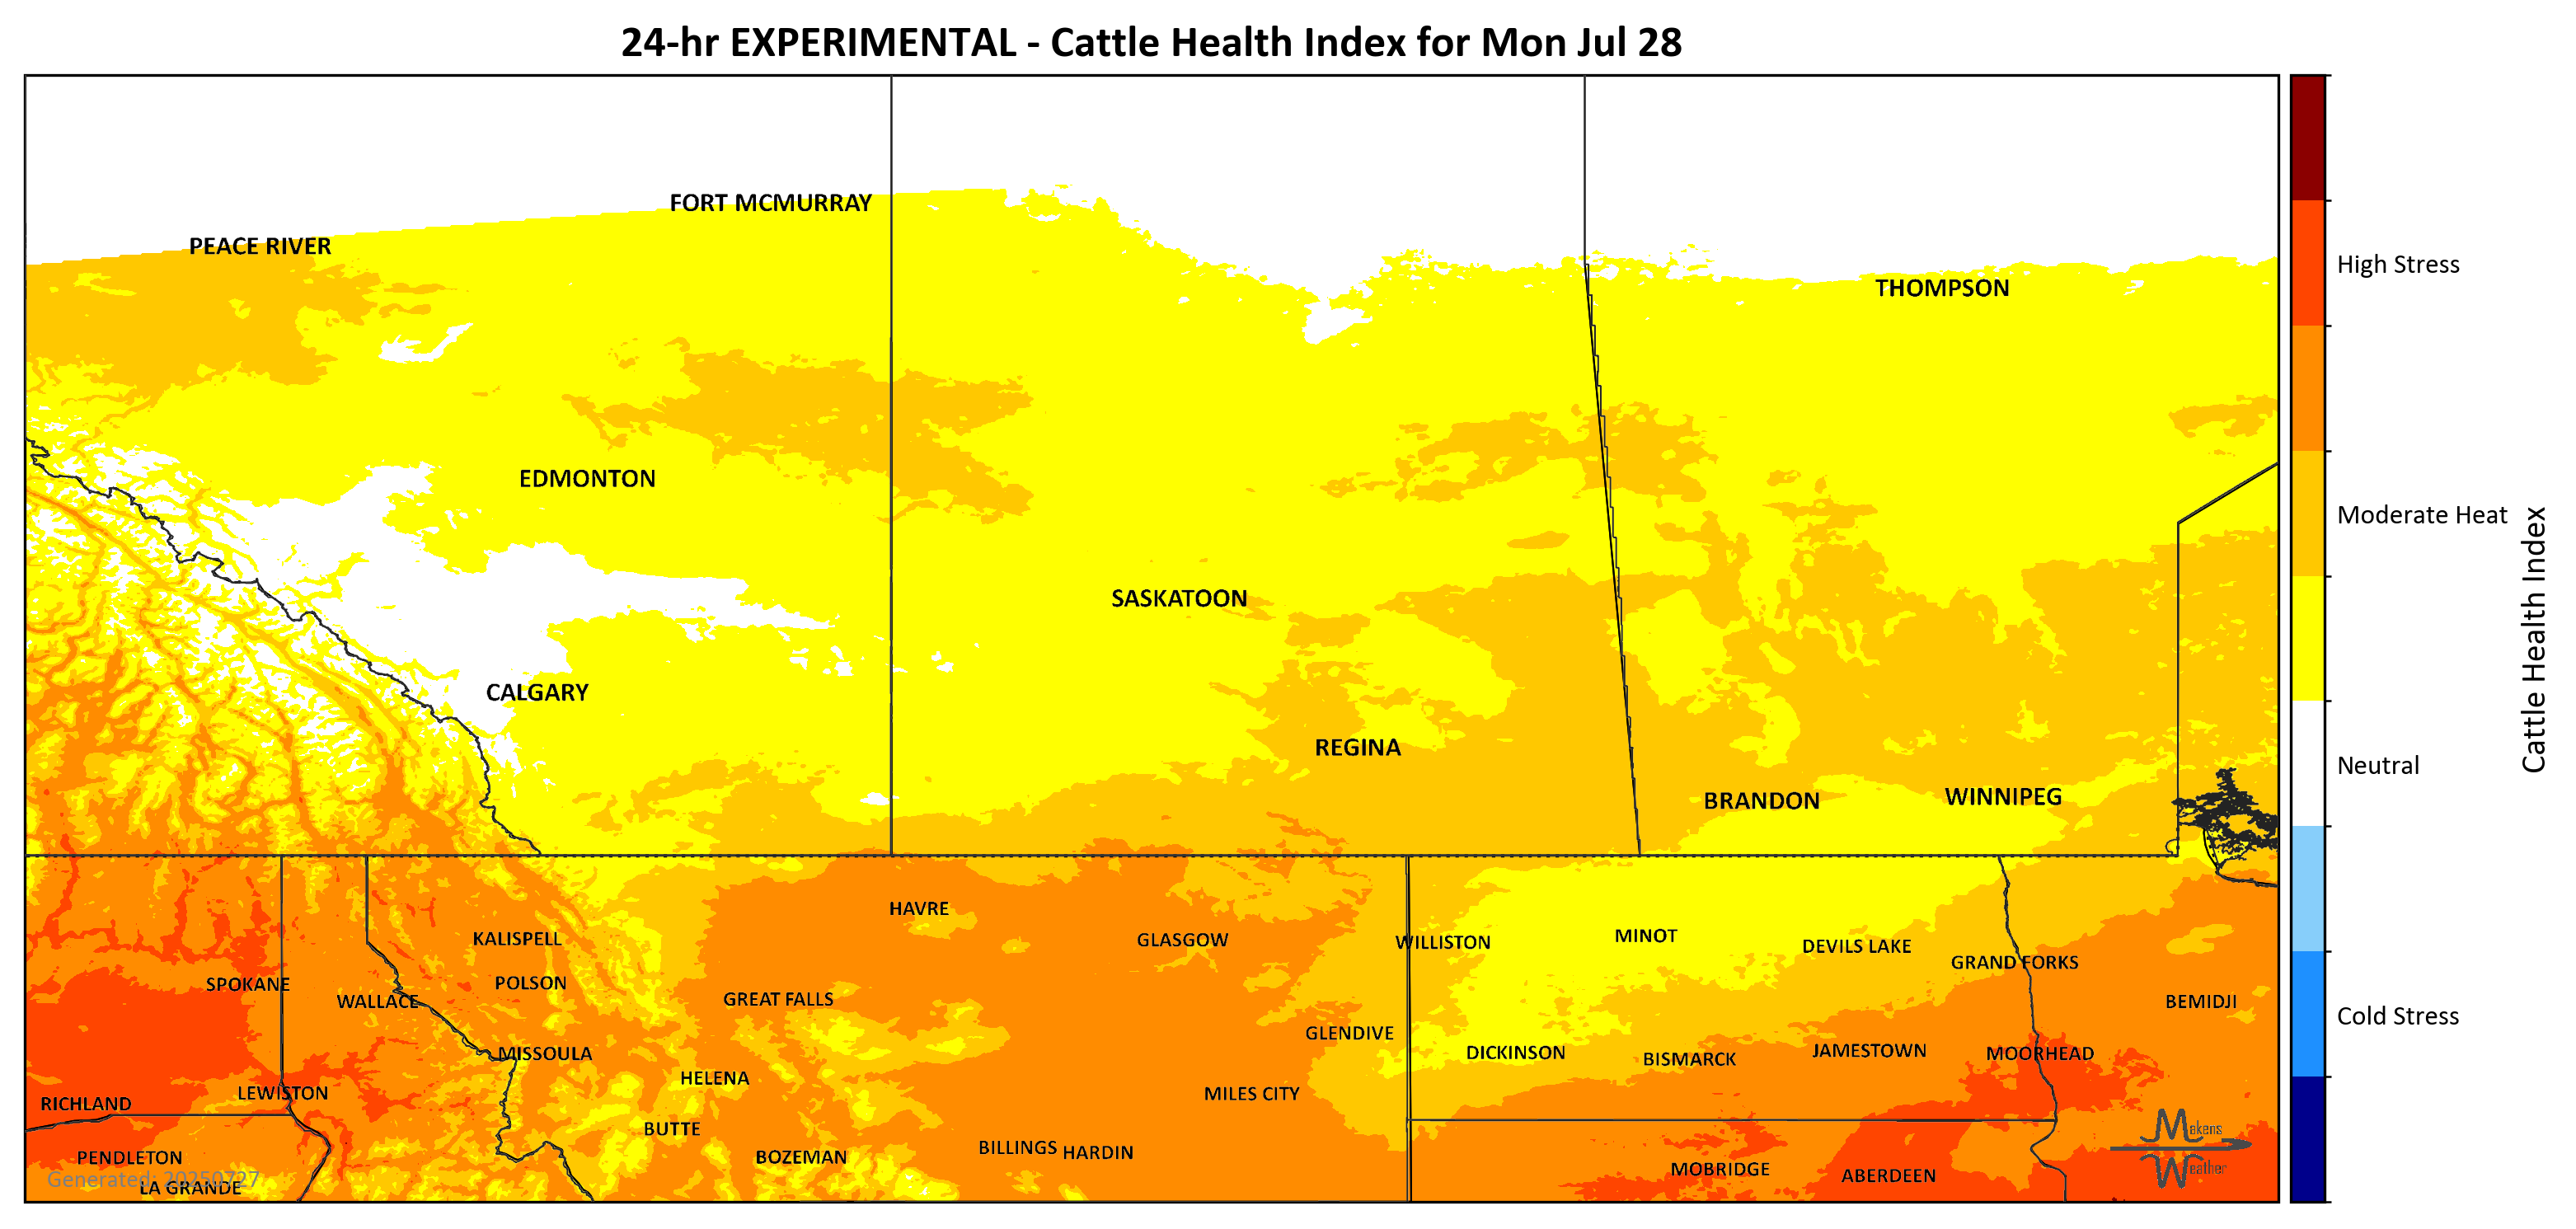 24-hr EXPERIMENTAL - Cattle Health Index for Mon Jul 28
FORT MCMURRAY
PEACE RIVER
High Stress
THOMPSON
EDMONTON
Moderate Heat
SASKATOON
Cattle Health Index
CALGARY
REGINA
Neutral
BRANDON
WINNIPEG
HAVRE
KALISPELL
GLASGOW
WILLISTON
MINOT
DEVILS LAKE
GRAND FORKS
SPOKANE
POLSON
WALLACE
GREAT FALLS
BEMIDJI
Cold Stress
GLENDIVE
MISSOULA
DICKINSON
BISMARCK
JAMESTOWN
MOORHEAD
HELENA
LEWISTON
MILES CITY
RICHLAND
BUTTE
Makens
Weather
PENDLETON
BOZEMAN
BILLINGS
HARDIN
MOBRIDGE
ABERDEEN
Generated: 20250727
LA GRANDE